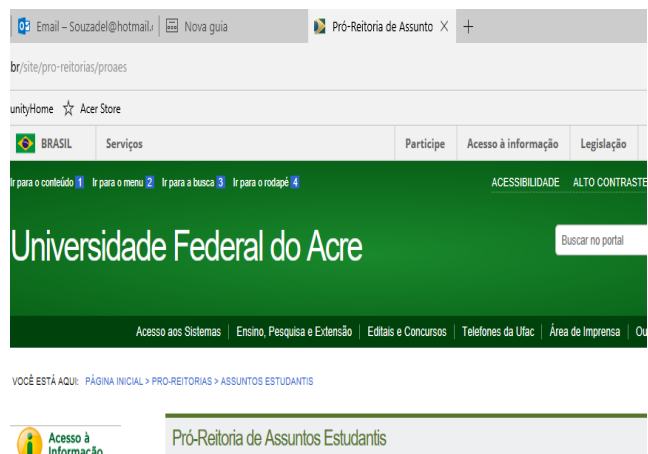 Email – Souzadel@hotmail. Nova guia Pró-Reitoria de Assunto
br/site/pro-reitorias/proaes
unityHome Acer Store
BRASIL Serviços Participe Acesso à informação Legislação
Ir para o conteúdo 1 Ir para o menu 2 Ir para a busca 3 Ir para o rodapé 4 ACESSIBILIDADE ALTO CONTRASTE
Universidade Federal do Acre
Buscar no portal
Acesso aos Sistemas | Ensino, Pesquisa e Extensão | Editais e Concursos | Telefones da Ufac | Área de Imprensa | Ou
VOCÊ ESTÁ AQUI: PÁGINA INICIAL > PRO-REITORIAS > ASSUNTOS ESTUDANTIS
Acesso à
Informação
Pró-Reitoria de Assuntos Estudantis